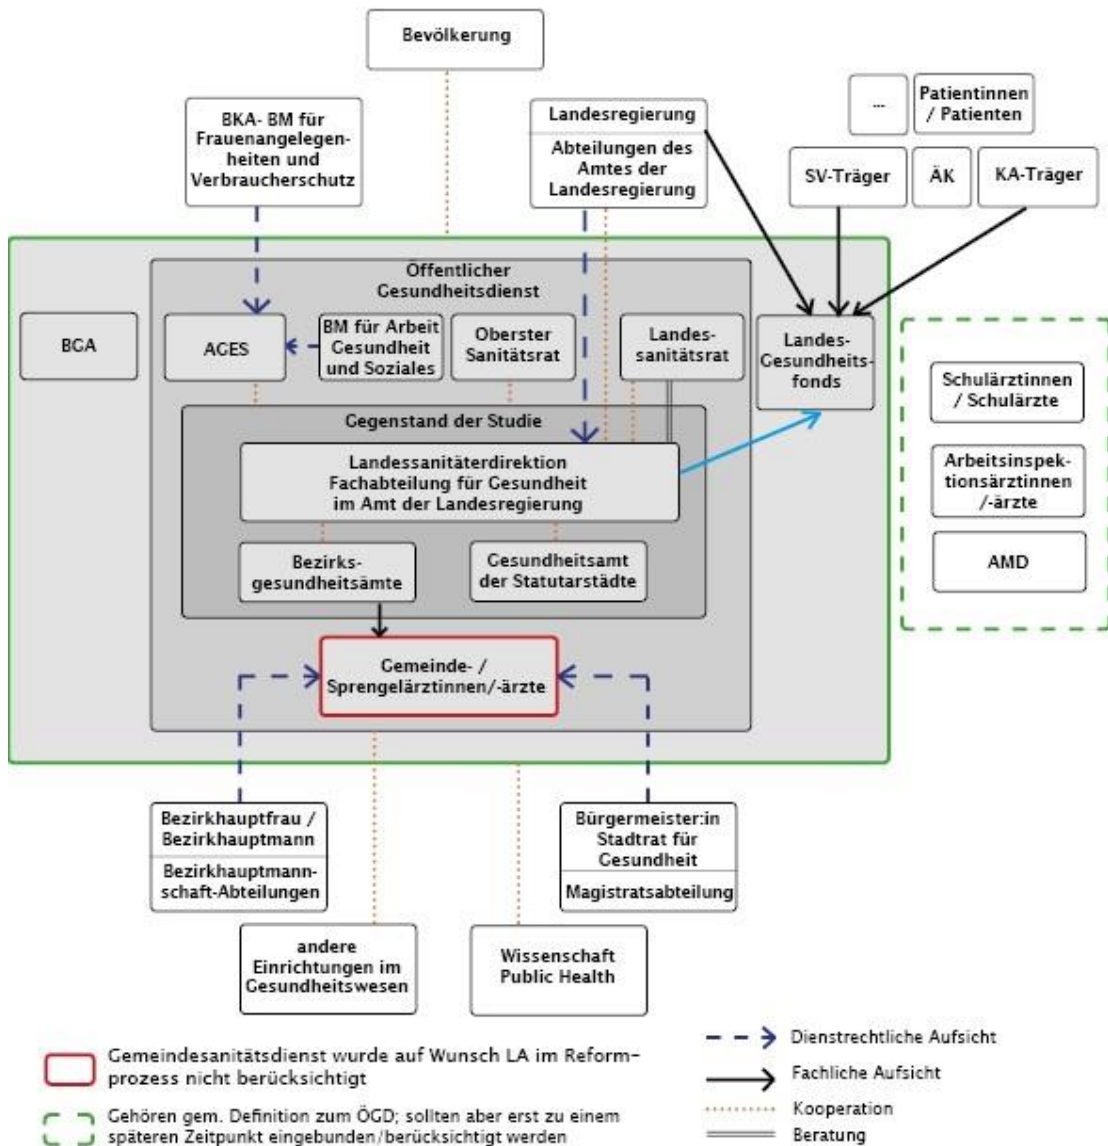 Bevölkerung
BKA- BM für
Frauenangelegen-
heiten und
Verbraucherschutz
Landesregierung
Abteilungen des
Amtes der
Landesregierung
...
Patientinnen
/ Patienten
SV-Träger
ÄK
KA-Träger
Öffentlicher
Gesundheitsdienst
BGA
AGES
BM für Arbeit
Gesundheit
und Soziales
Oberster
Sanitätsrat
Landes-
sanitätsrat
Landes-
Gesundheits-
fonds
Schulärztinnen
/ Schulärzte
Arbeitsinspek-
tionsärztinnen
/-ärzte
AMD
Gegenstand der Studie
Landessanitäterdirektion
Fachabteilung für Gesundheit
im Amt der Landesregierung
Bezirks-
gesundheitsämte
Gesundheitsamt
der Statutarstädte
Gemeinde- /
Sprengelärztinnen/-ärzte
Bezirkhauptfrau /
Bezirkhauptmann
Bezirkhauptmann-
schaft-Abteilungen
Bürgermeister:in
Stadtrat für
Gesundheit
Magistratsabteilung
andere
Einrichtungen im
Gesundheitswesen
Wissenschaft
Public Health
Gemeindesanitätsdienst wurde auf Wunsch LA im Reform-
prozess nicht berücksichtigt
Gehören gem. Definition zum ÖGD; sollten aber erst zu einem
späteren Zeitpunkt eingebunden/berücksichtigt werden
Dienstrechtliche Aufsicht
Fachliche Aufsicht
Kooperation
Beratung